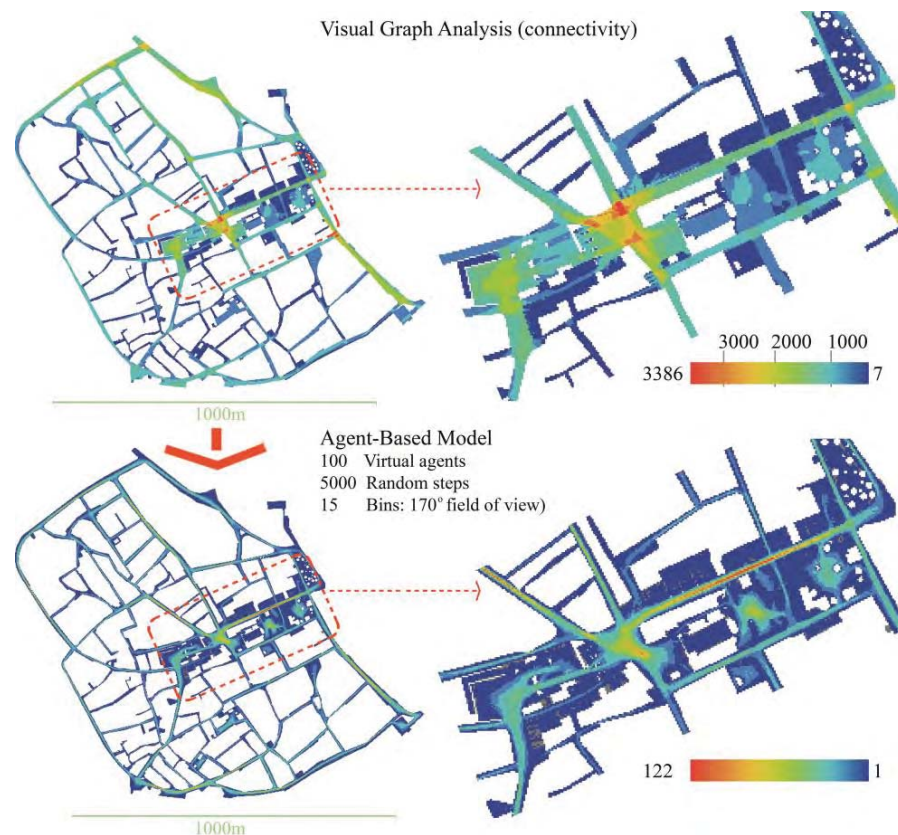 Visual Graph Analysis (connectivity)
3000 2000 1000
3386 7
1000m
Agent-Based Model
100 Virtual agents
5000 Random steps
15 Bins: 170° field of view)
122 1
1000m